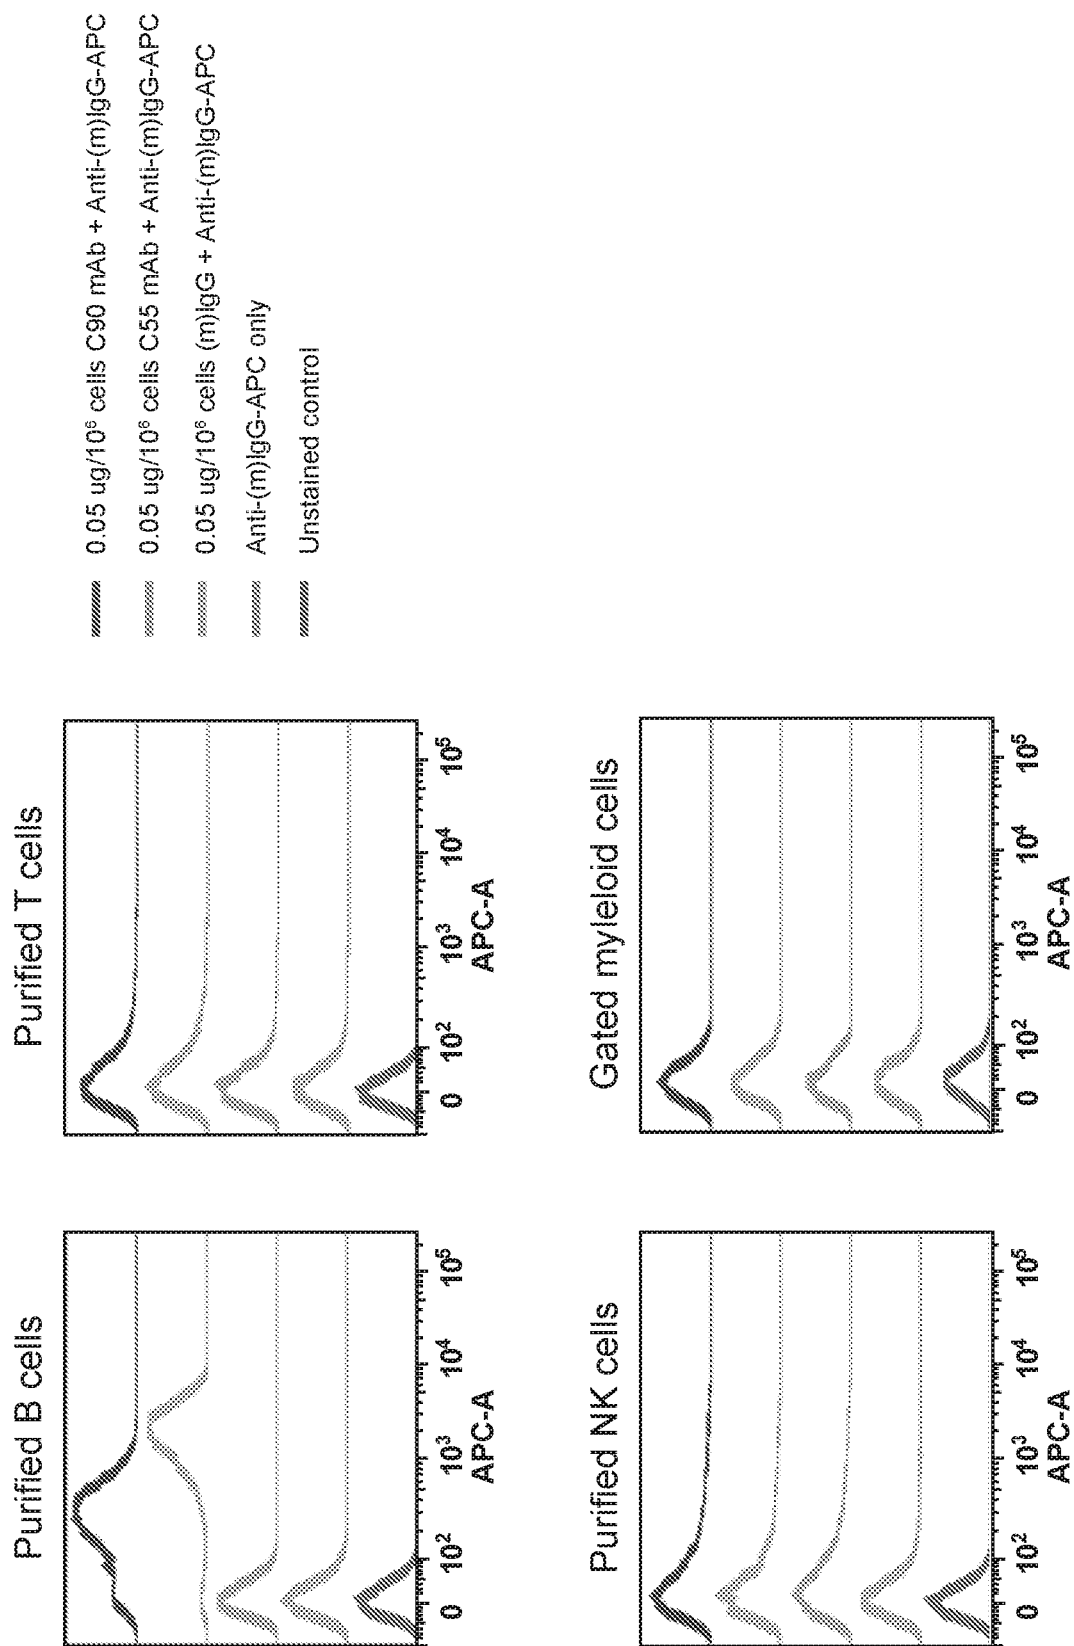 Purified B cells
0 10² 10³ 10⁴ 10⁵
APC-A
Purified T cells
0 10² 10³ 10⁴ 10⁵
APC-A
0.05 ug/10⁶ cells C90 mAb + Anti-(m)IgG-APC
0.05 ug/10⁶ cells C55 mAb + Anti-(m)IgG-APC
0.05 ug/10⁶ cells (m)IgG + Anti-(m)IgG-APC
Anti-(m)IgG-APC only
Unstained control
Purified NK cells
0 10² 10³ 10⁴ 10⁵
APC-A
Gated myleloid cells
0 10² 10³ 10⁴ 10⁵
APC-A